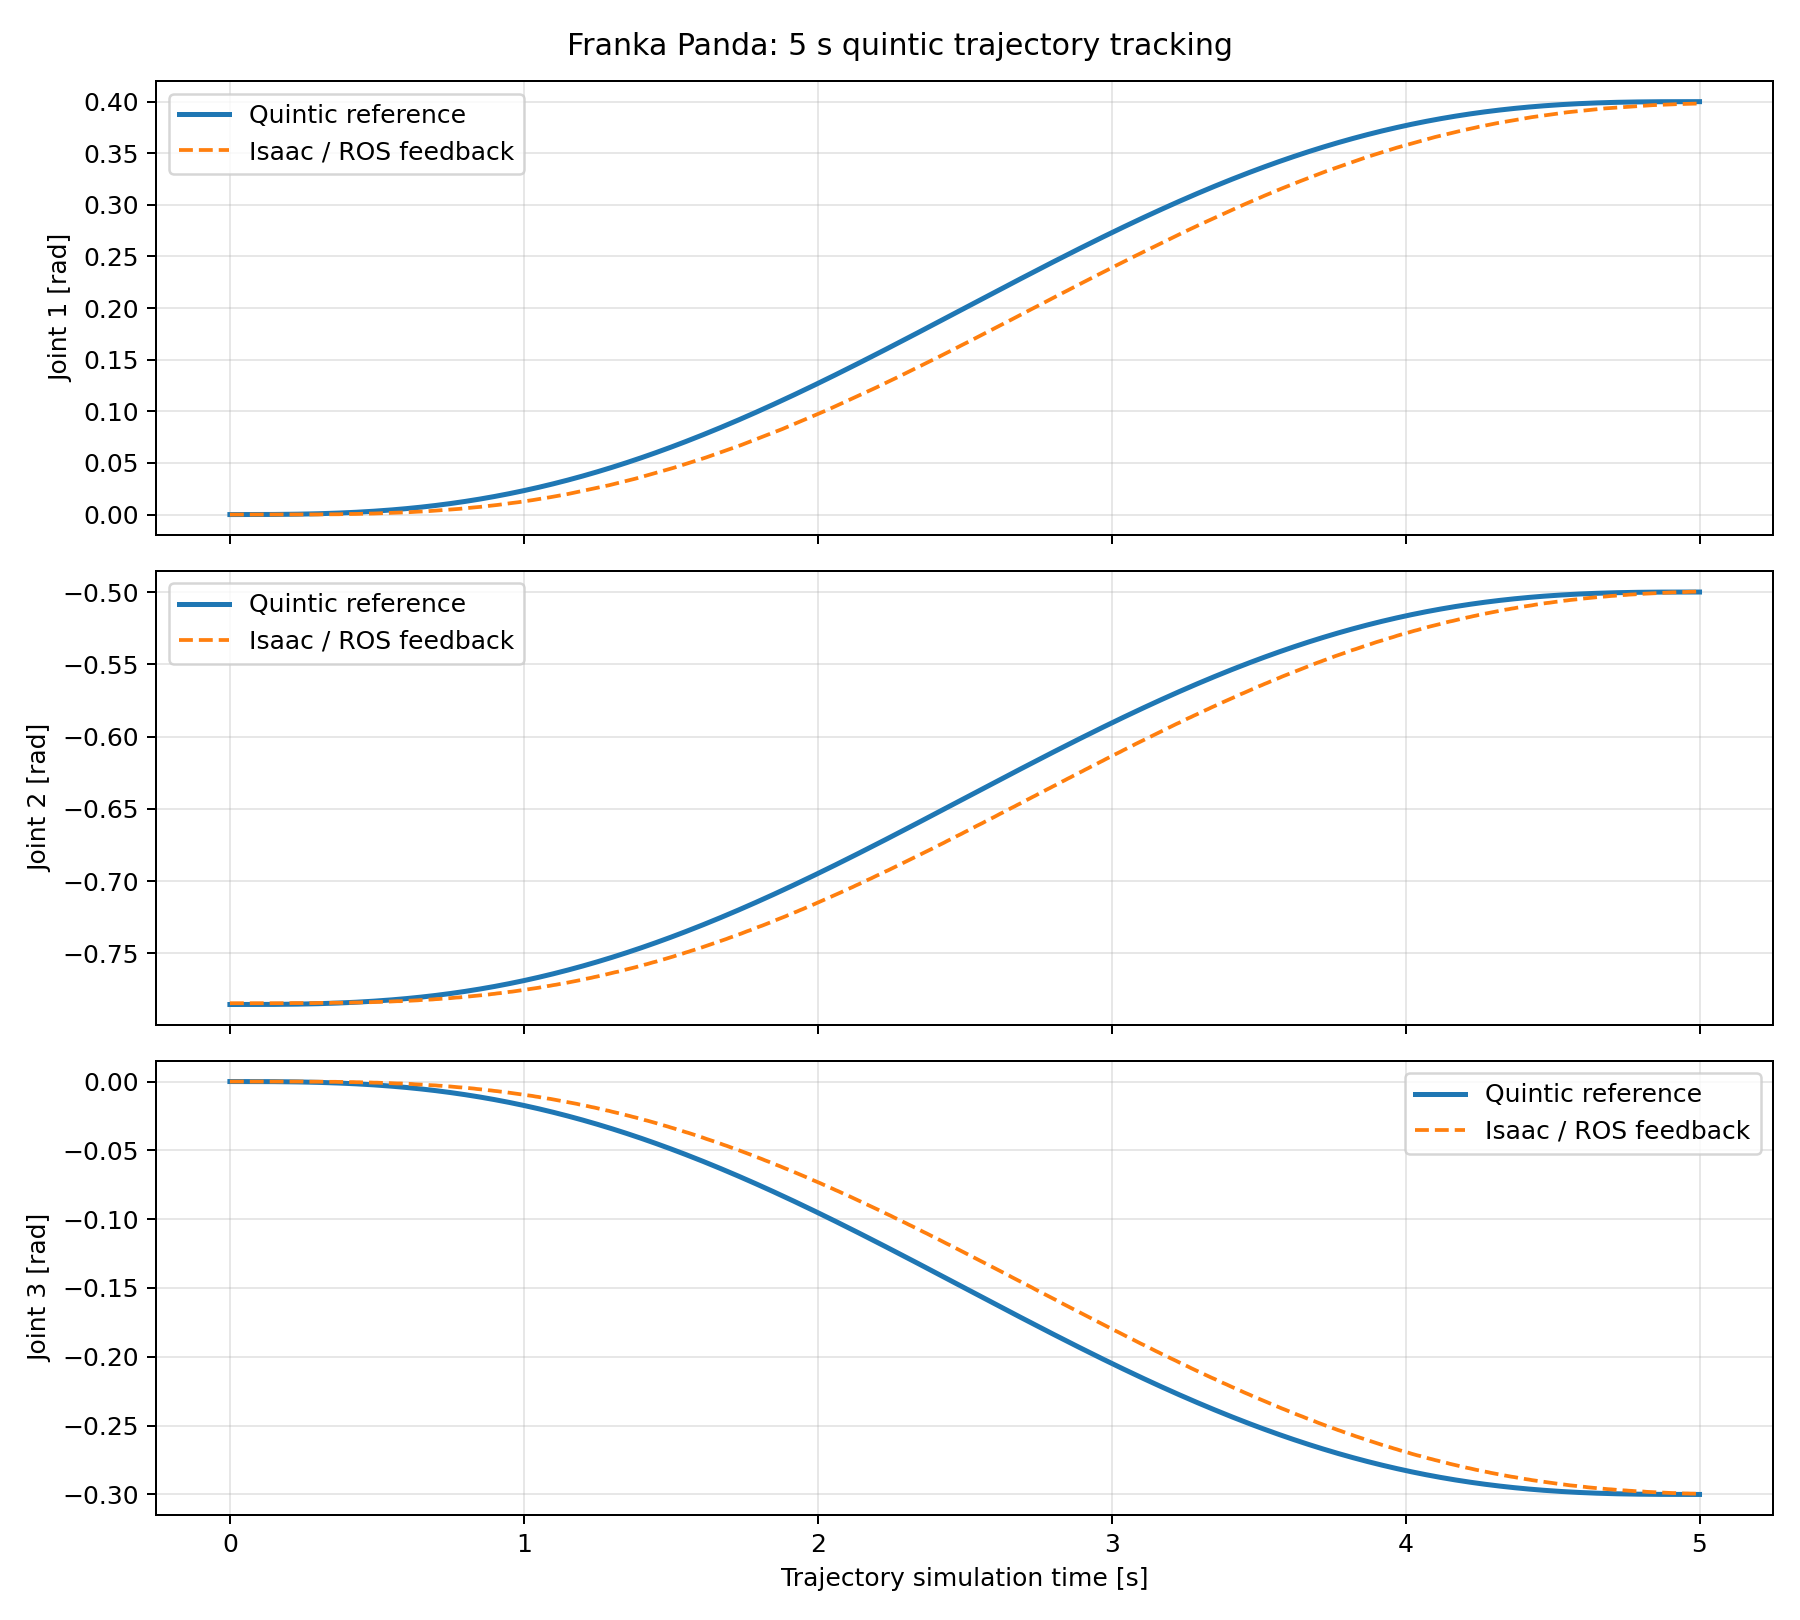 Franka Panda: 5 s quintic trajectory tracking
0.40
0.35
0.30
0.25
0.20
0.15
0.10
0.05
0.00
Joint 1 [rad]
Quintic reference
Isaac / ROS feedback
−0.50
−0.55
−0.60
−0.65
−0.70
−0.75
Joint 2 [rad]
Quintic reference
Isaac / ROS feedback
0.00
−0.05
−0.10
−0.15
−0.20
−0.25
−0.30
Joint 3 [rad]
Quintic reference
Isaac / ROS feedback
0 1 2 3 4 5
Trajectory simulation time [s]